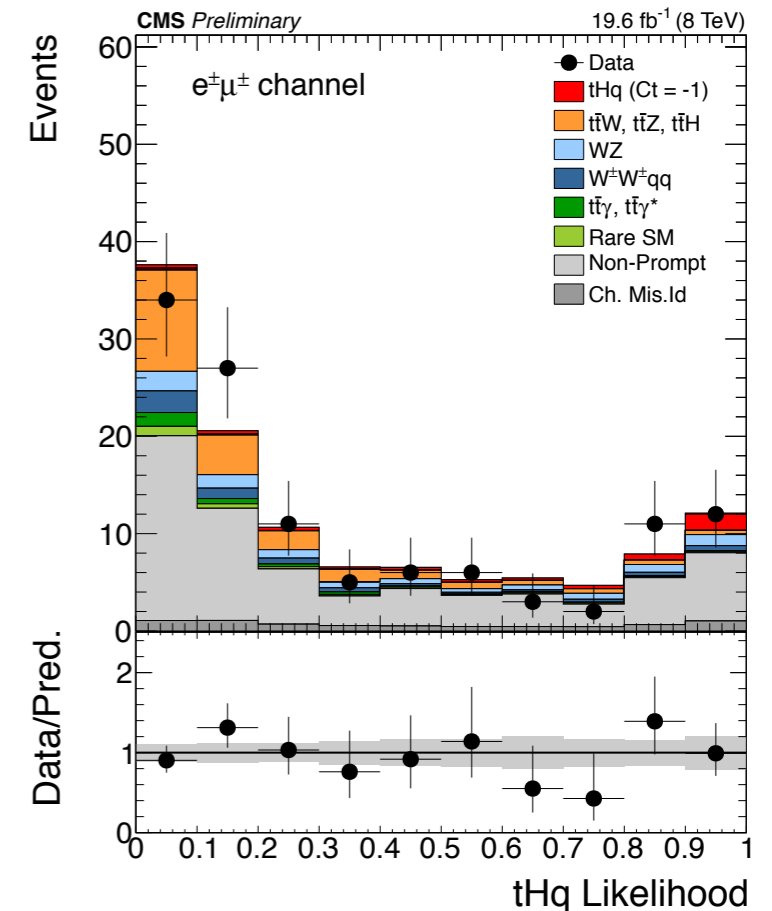 CMS Preliminary 19.6 fb⁻¹ (8 TeV)
Events
60
50
40
30
20
10
0
e±μ± channel
Data
tHq (Ct = -1)
tt̄W, tt̄Z, tt̄H
WZ
W±W±qq
tt̄γ, tt̄γ*
Rare SM
Non-Prompt
Ch. Mis.Id
Data/Pred.
2
1
0
0 0.1 0.2 0.3 0.4 0.5 0.6 0.7 0.8 0.9 1
tHq Likelihood